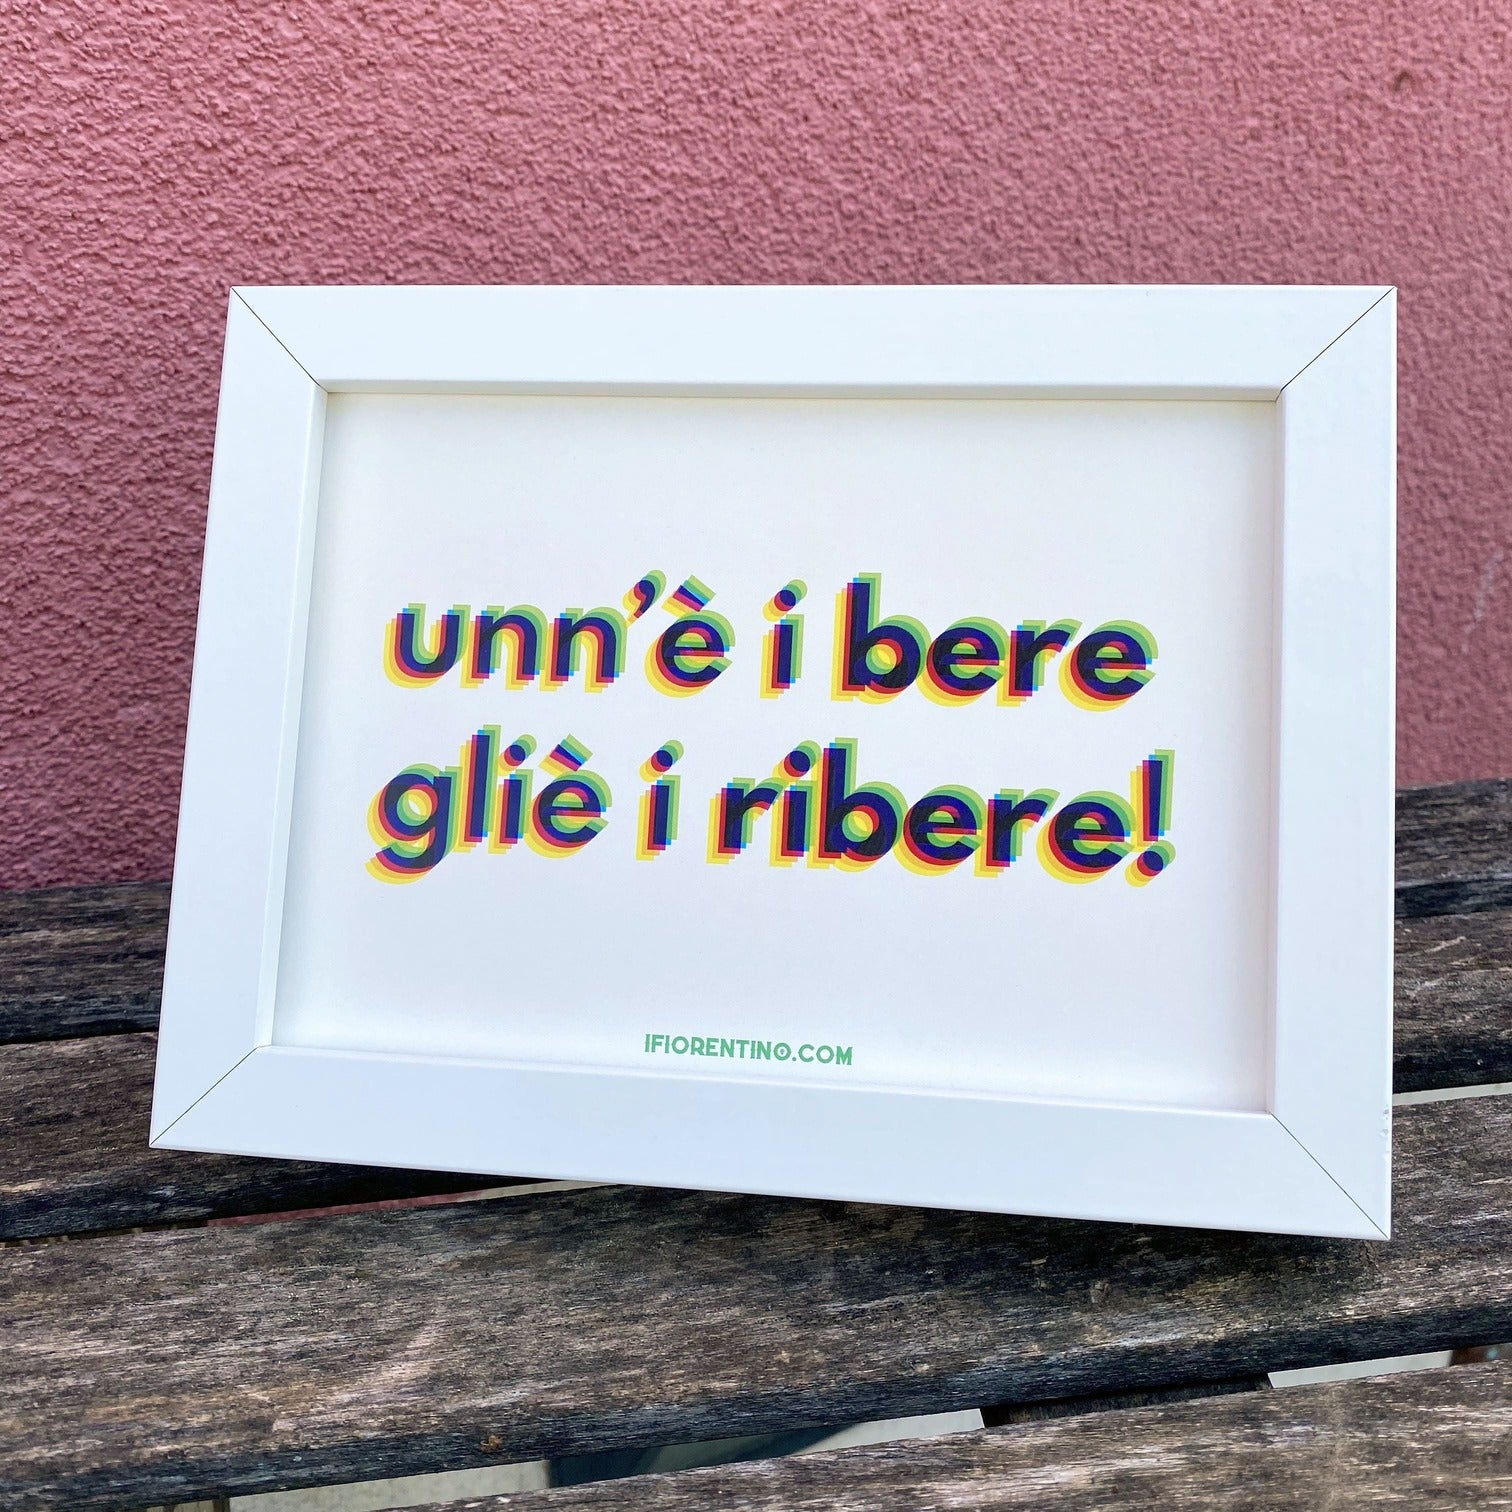 unn'è i bere
gliè i ribere!
IFIORENTINO.COM